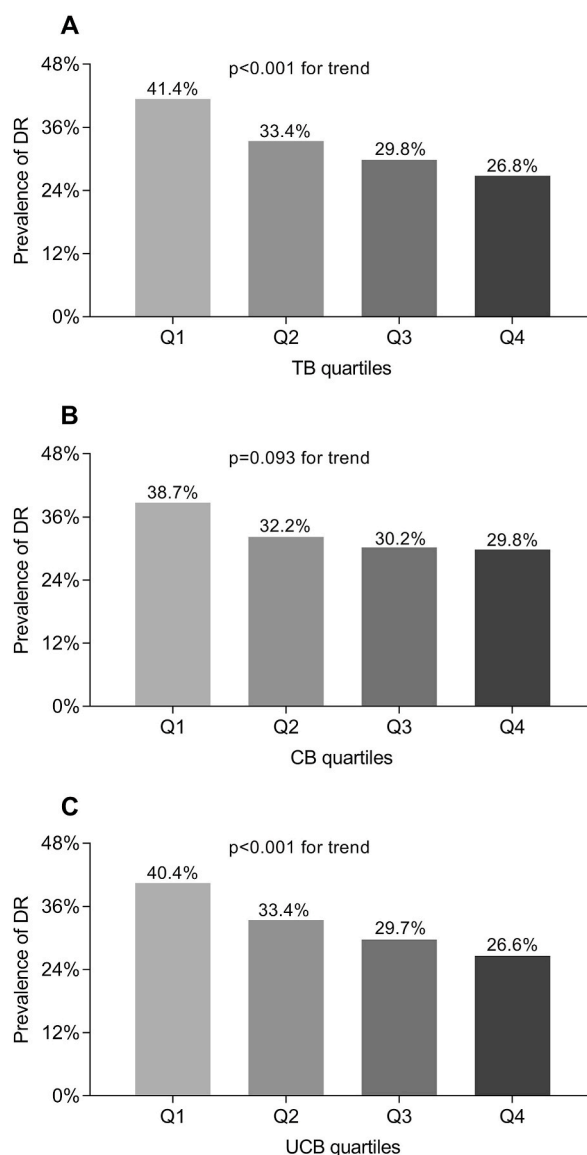 A
p<0.001 for trend
48%
36%
24%
12%
0%
Prevalence of DR
41.4%
33.4%
29.8%
26.8%
Q1 Q2 Q3 Q4
TB quartiles
B
p=0.093 for trend
48%
36%
24%
12%
0%
Prevalence of DR
38.7%
32.2%
30.2%
29.8%
Q1 Q2 Q3 Q4
CB quartiles
C
p<0.001 for trend
48%
36%
24%
12%
0%
Prevalence of DR
40.4%
33.4%
29.7%
26.6%
Q1 Q2 Q3 Q4
UCB quartiles